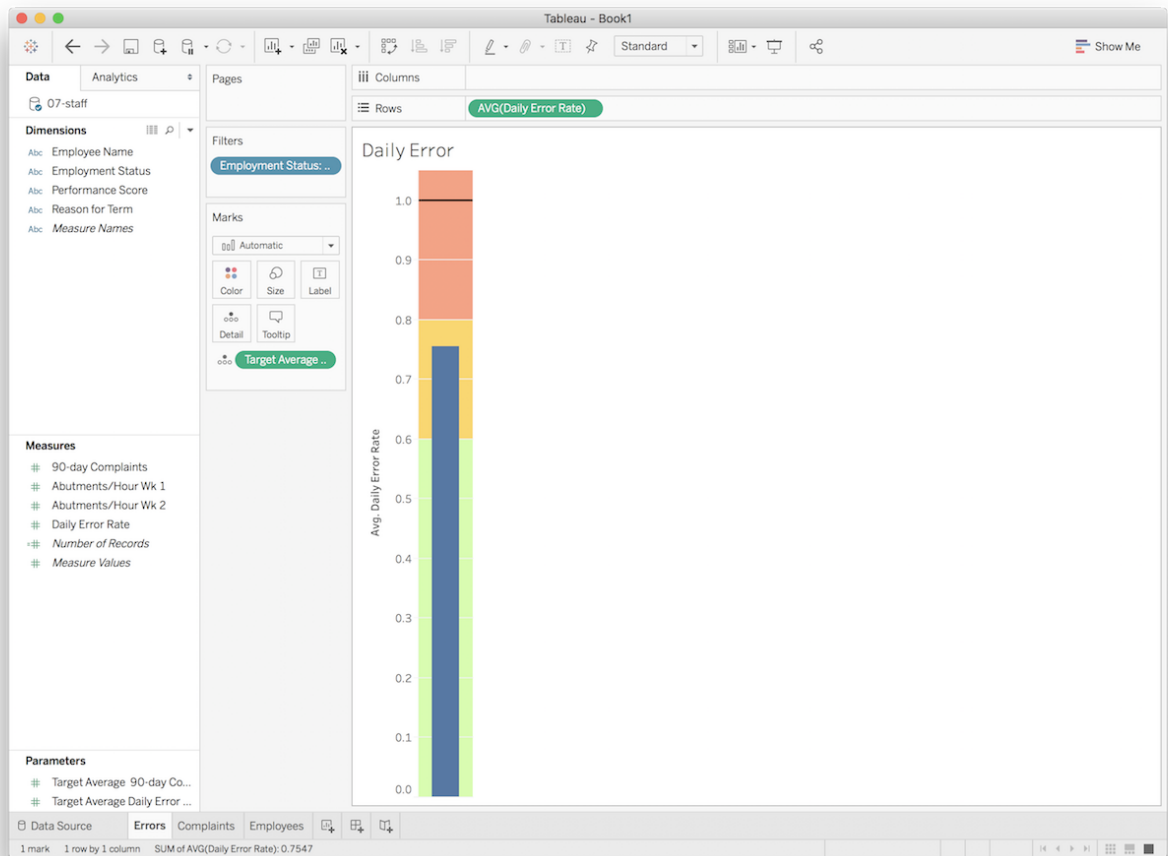 Tableau - Book1
Standard
Show Me
Data
Analytics
Pages
Columns
07-staff
Rows
AVG(Daily Error Rate)
Dimensions
Filters
Abc Employee Name
Employment Status: ..
Abc Employment Status
Abc Performance Score
Abc Reason for Term
Abc Measure Names
Marks
Automatic
Color
Size
T
Label
Detail
Tooltip
Target Average ..
Daily Error
1.0
0.9
0.8
0.7
0.6
0.5
0.4
0.3
0.2
0.1
0.0
Avg. Daily Error Rate
Measures
# 90-day Complaints
# Abutments/Hour Wk 1
# Abutments/Hour Wk 2
# Daily Error Rate
=# Number of Records
# Measure Values
Parameters
# Target Average 90-day Co...
# Target Average Daily Error ...
Data Source
Errors
Complaints
Employees
1 mark
1 row by 1 column
SUM of AVG(Daily Error Rate): 0.7547